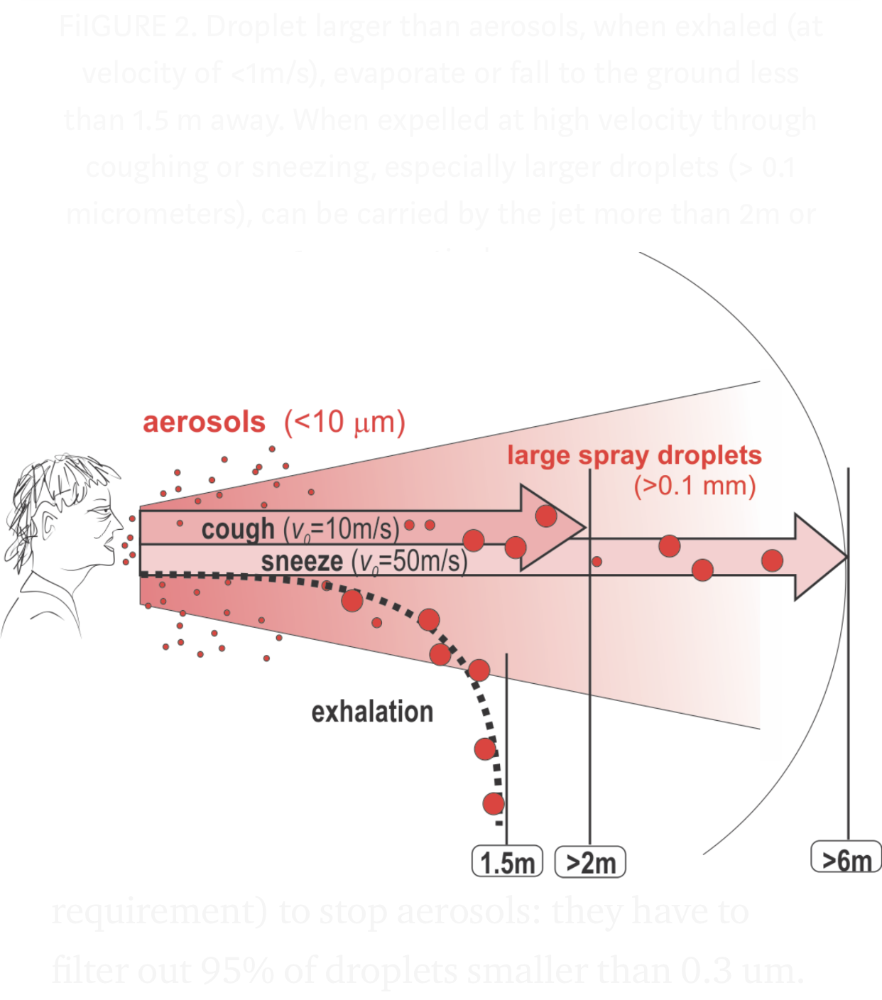 FiIGURE 2. Droplet larger than aerosols, when exhaled (at
velocity of <1m/s), evaporate or fall to the ground less
than 1.5 m away. When expelled at high velocity through
coughing or sneezing, especially larger droplets (> 0.1
micrometers), can be carried by the jet more than 2m or
aerosols (<10 μm)
large spray droplets
(>0.1 mm)
cough (v0=10m/s)
sneeze (v0=50m/s)
exhalation
1.5m
>2m
>6m
requirement) to stop aerosols: they have to
filter out 95% of droplets smaller than 0.3 um.